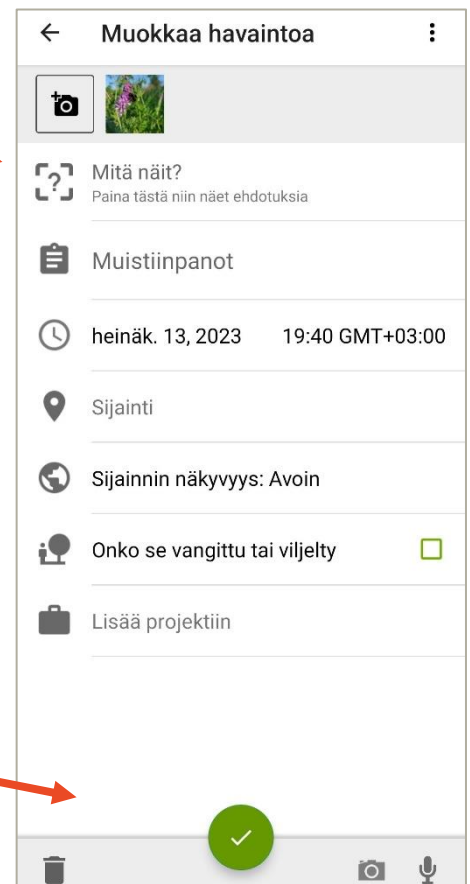 Muokkaa havaintoa
Mitä näit?
Paina tästä niin näet ehdotuksia
Muistiinpanot
heinäk. 13, 2023 19:40 GMT+03:00
Sijainti
Sijainnin näkyvyys: Avoin
Onko se vangittu tai viljelty
Lisää projektiin